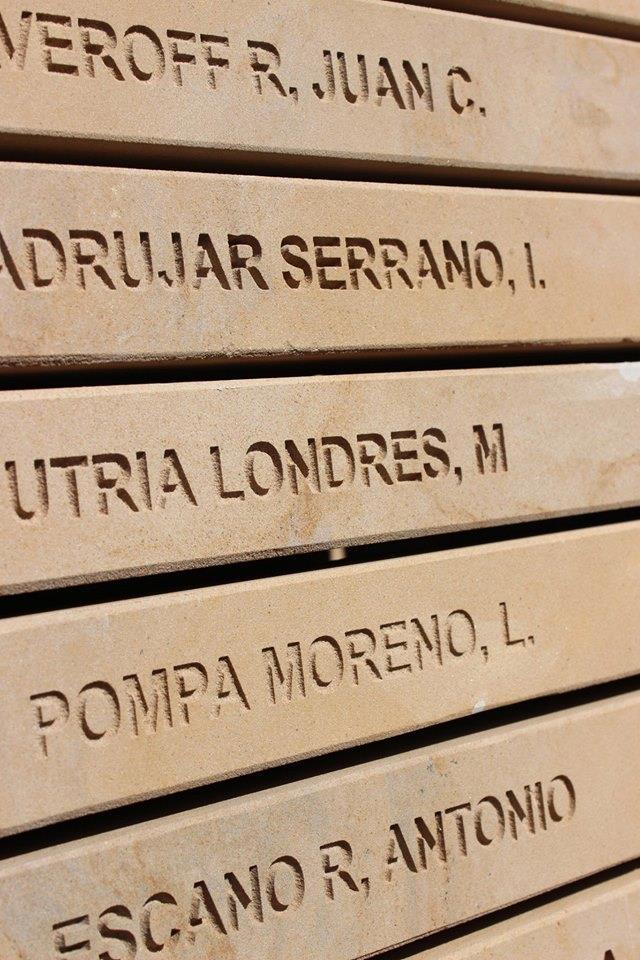 VEROFF R, JUAN C.
ADRUJAR SERRANO, I.
UTRIA LONDRES, M
POMPA MORENO, L.
ESCANO R, ANTONIO
A